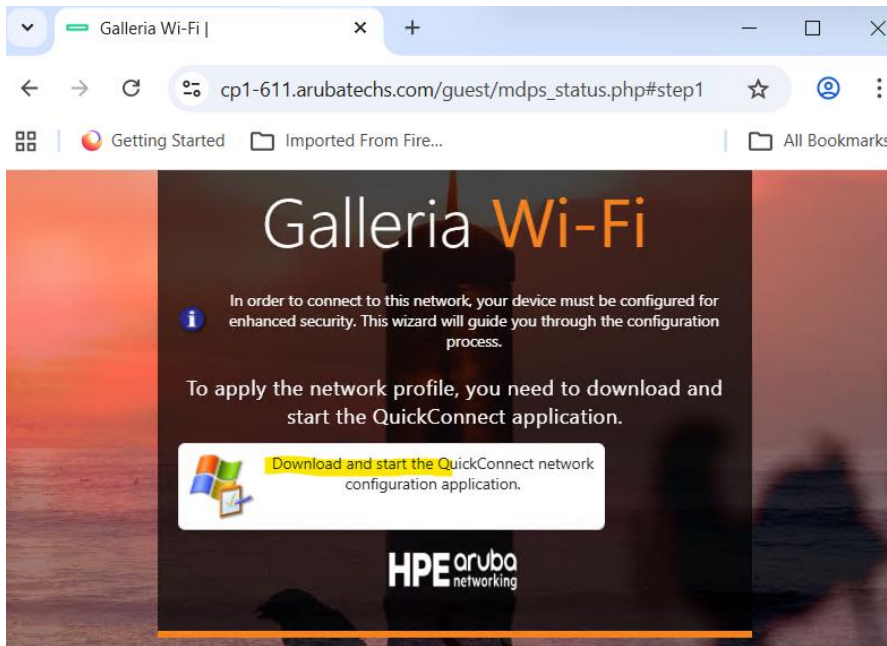 Galleria Wi-Fi |
cp1-611.arubatechs.com/guest/mdps_status.php#step1
Getting Started Imported From Fire... All Bookmarks
Galleria Wi-Fi
In order to connect to this network, your device must be configured for
enhanced security. This wizard will guide you through the configuration
process.
To apply the network profile, you need to download and
start the QuickConnect application.
Download and start the QuickConnect network
configuration application.
HPE aruba
networking